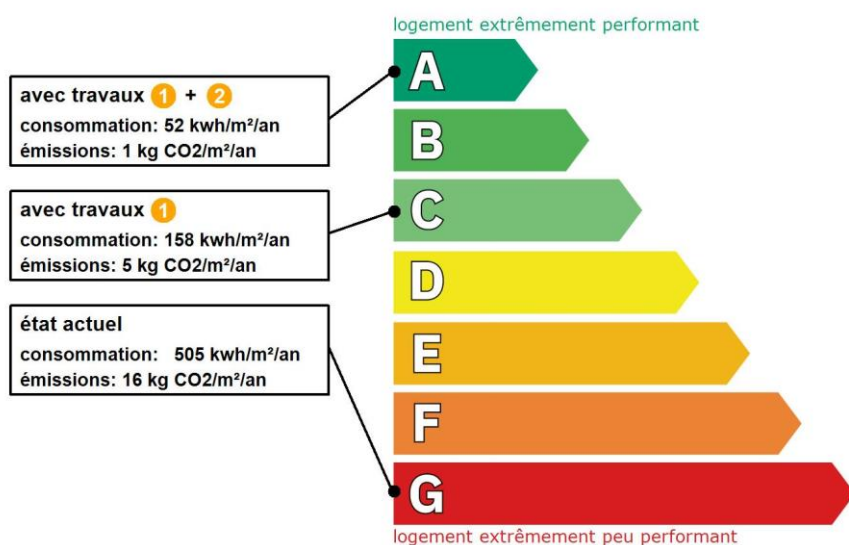 logement extrêmement performant
A
avec travaux 1 + 2
consommation: 52 kwh/m²/an
émissions: 1 kg CO2/m²/an
B
avec travaux 1
consommation: 158 kwh/m²/an
émissions: 5 kg CO2/m²/an
C
D
état actuel
consommation: 505 kwh/m²/an
émissions: 16 kg CO2/m²/an
E
F
G
logement extrêmement peu performant